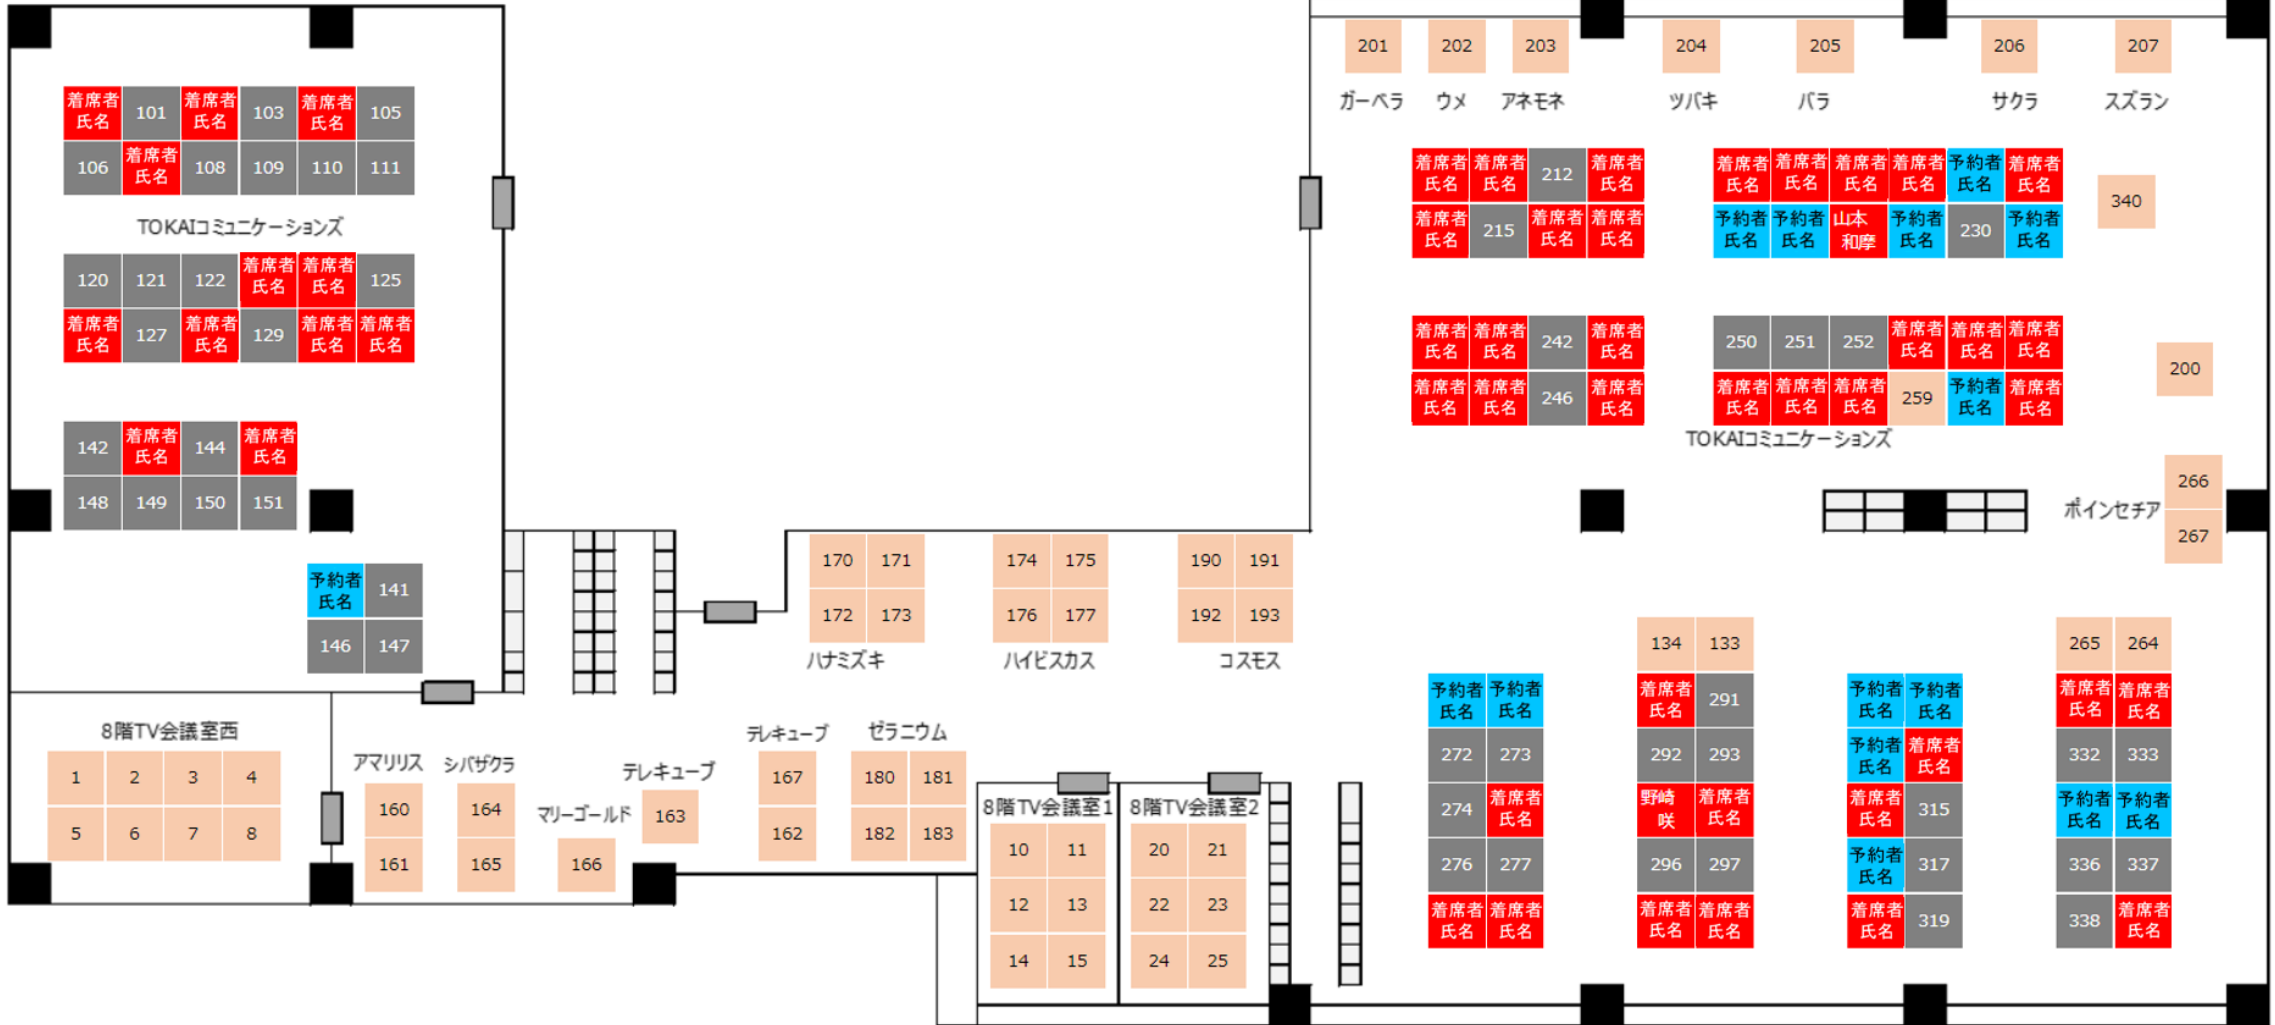 201 202 203 204 205 206 207
ガーベラ ウメ アネモネ ツバキ バラ サクラ スズラン
着席者氏名 101 着席者氏名 103 着席者氏名 105
106 着席者氏名 108 109 110 111
TOKAIコミュニケーションズ
120 121 122 着席者氏名 着席者氏名 125
着席者氏名 127 着席者氏名 129 着席者氏名 着席者氏名
142 着席者氏名 144 着席者氏名
148 149 150 151
予約者氏名 141
146 147
着席者氏名 着席者氏名 212 着席者氏名
着席者氏名 215 着席者氏名 着席者氏名
着席者氏名 着席者氏名 着席者氏名 着席者氏名 予約者氏名 着席者氏名
予約者氏名 予約者氏名 山本和摩 予約者氏名 230 予約者氏名
340
着席者氏名 着席者氏名 242 着席者氏名
着席者氏名 着席者氏名 246 着席者氏名
250 251 252 着席者氏名 着席者氏名 着席者氏名
着席者氏名 着席者氏名 着席者氏名 259 予約者氏名 着席者氏名
TOKAIコミュニケーションズ
200
ポインセチア
266
267
170 171
172 173
ハナミズキ
174 175
176 177
ハイビスカス
190 191
192 193
コスモス
8階TV会議室西
1 2 3 4
5 6 7 8
アマリリス
160
161
シバザクラ
164
165
マリーゴールド
166
テレキューブ
163
テレキューブ
167
162
ゼラニウム
180 181
182 183
8階TV会議室1
10 11
12 13
14 15
8階TV会議室2
20 21
22 23
24 25
予約者氏名 予約者氏名
272 273
274 着席者氏名
276 277
着席者氏名 着席者氏名
134 133
着席者氏名 291
292 293
野崎咲 着席者氏名
296 297
着席者氏名 着席者氏名
予約者氏名 予約者氏名
予約者氏名 着席者氏名
着席者氏名 315
予約者氏名 317
着席者氏名 319
265 264
着席者氏名 着席者氏名
332 333
予約者氏名 予約者氏名
336 337
338 着席者氏名